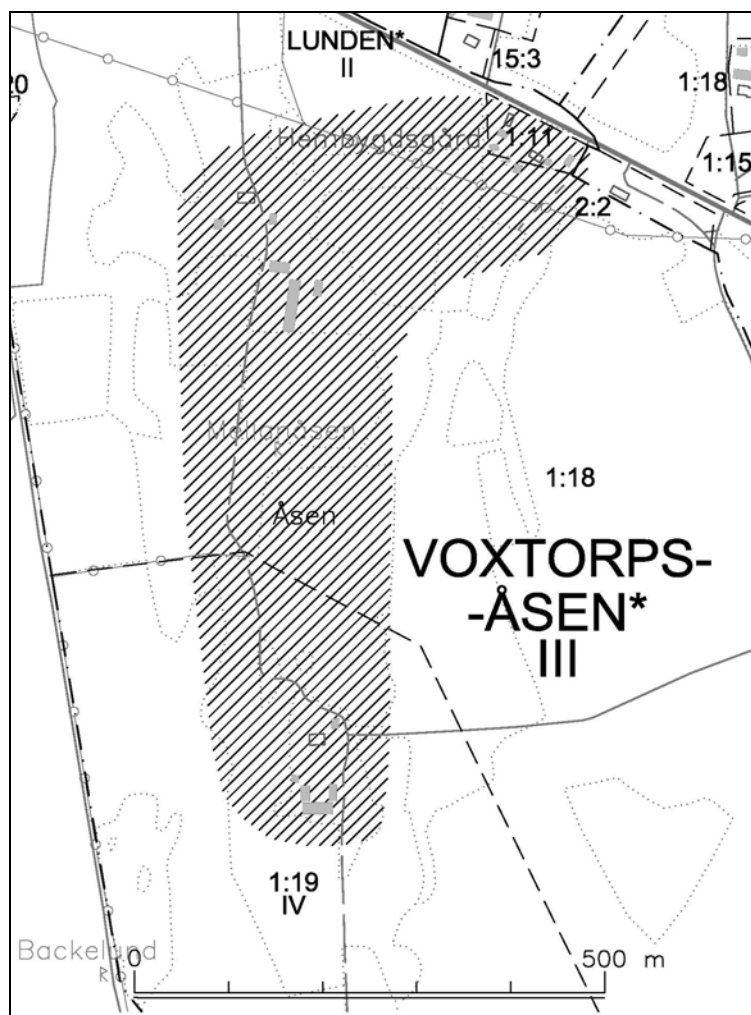 LUNDEN*
II
15:3
20
1:18
Hembygdsgård
1:11
1:15
2:2
Mellanåsen
R
1:18
Åsen
VOXTORPS-
-ÅSEN*
III
1:19
IV
Backelund
R
0
500 m